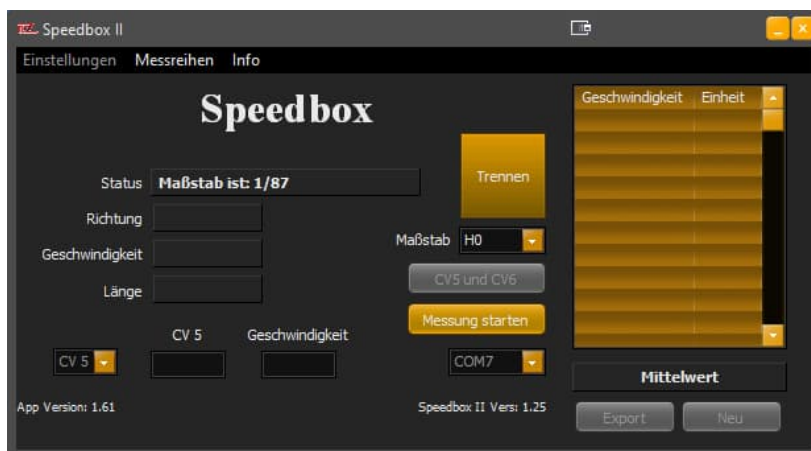 Speedbox II
Einstellungen Messreihen Info
Speedbox
Status Maßstab ist: 1/87
Trennen
Richtung
Maßstab H0
Geschwindigkeit
CV5 und CV6
Länge
Messung starten
CV 5 Geschwindigkeit
CV 5
COM7
App Version: 1.61
Speedbox II Vers: 1.25
Geschwindigkeit Einheit
Mittelwert
Export Neu